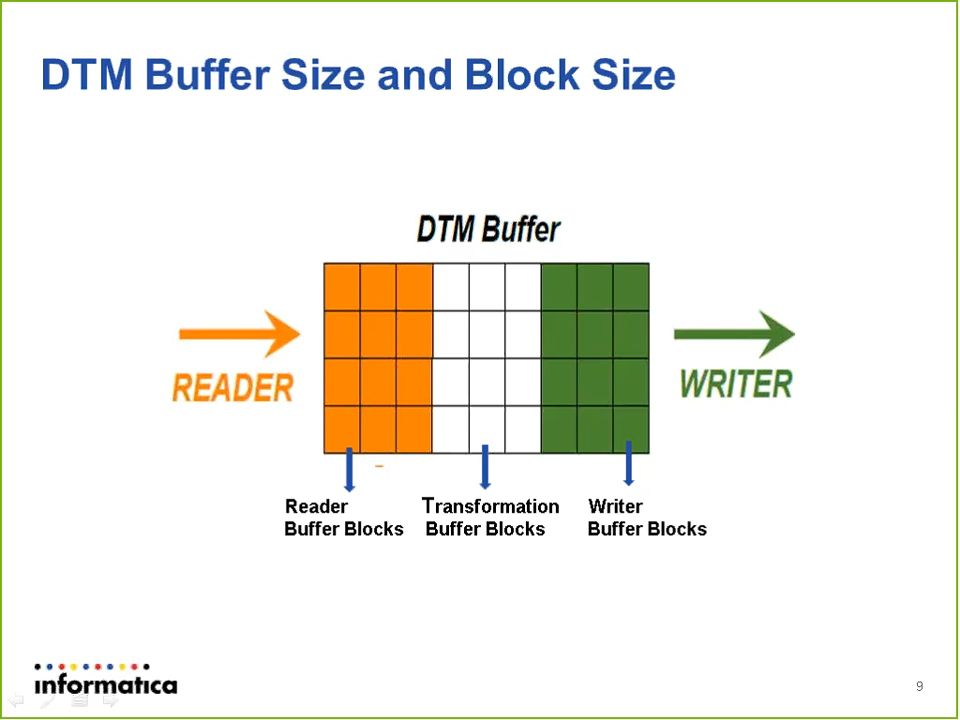 DTM Buffer Size and Block Size
DTM Buffer
READER
WRITER
Reader
Buffer Blocks
Transformation
Buffer Blocks
Writer
Buffer Blocks
informatica
9